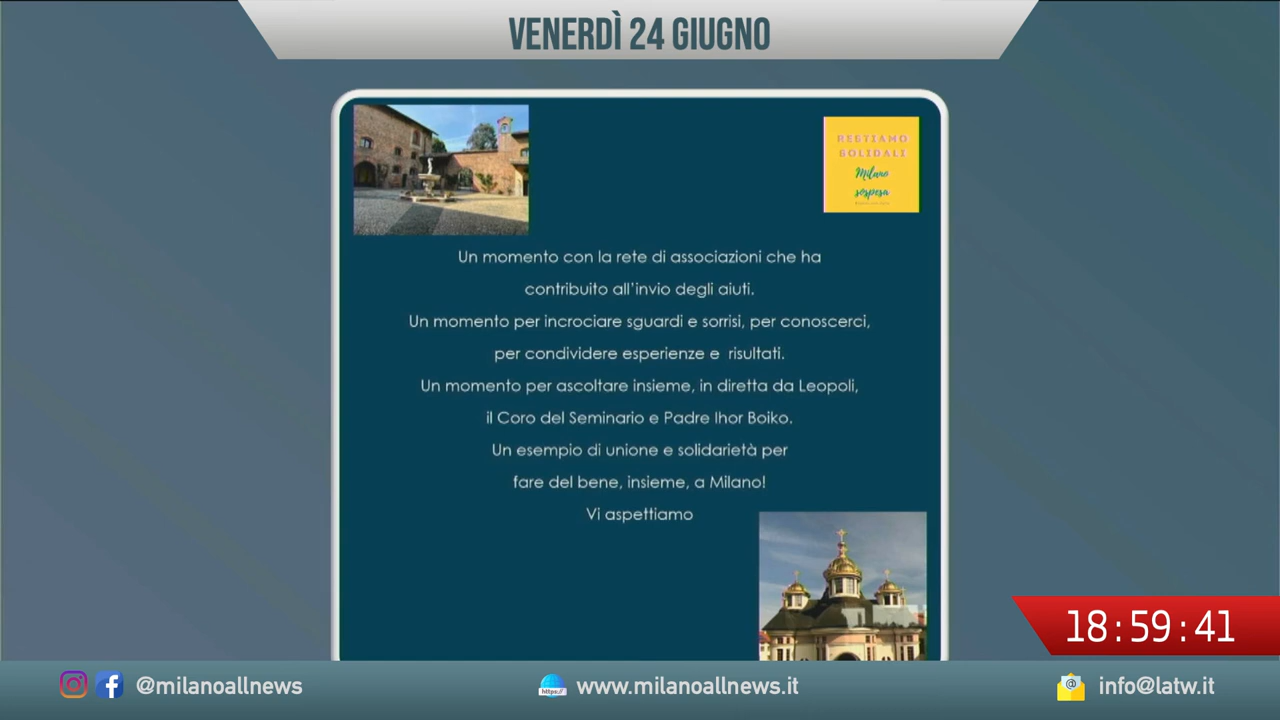 VENERDÌ 24 GIUGNO
RESTIAMO
SOLIDALI
Milano
sospesa
Un momento con la rete di associazioni che ha
contribuito all'invio degli aiuti.
Un momento per incrociare sguardi e sorrisi, per conoscerci,
per condividere esperienze e risultati.
Un momento per ascoltare insieme, in diretta da Leopoli,
il Coro del Seminario e Padre Ihor Boiko.
Un esempio di unione e solidarietà per
fare del bene, insieme, a Milano!
Vi aspettiamo
18:59:41
@milanoallnews
https://
www.milanoallnews.it
@
info@latw.it